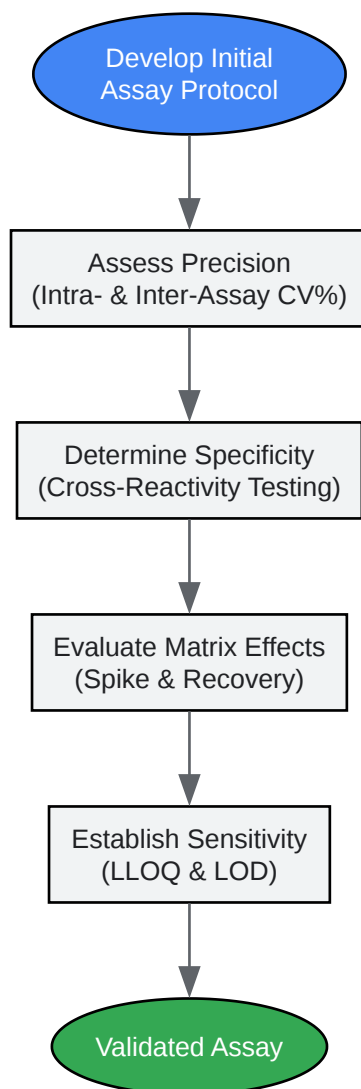 Develop Initial
Assay Protocol
Assess Precision
(Intra- & Inter-Assay CV%)
Determine Specificity
(Cross-Reactivity Testing)
Evaluate Matrix Effects
(Spike & Recovery)
Establish Sensitivity
(LLOQ & LOD)
Validated Assay